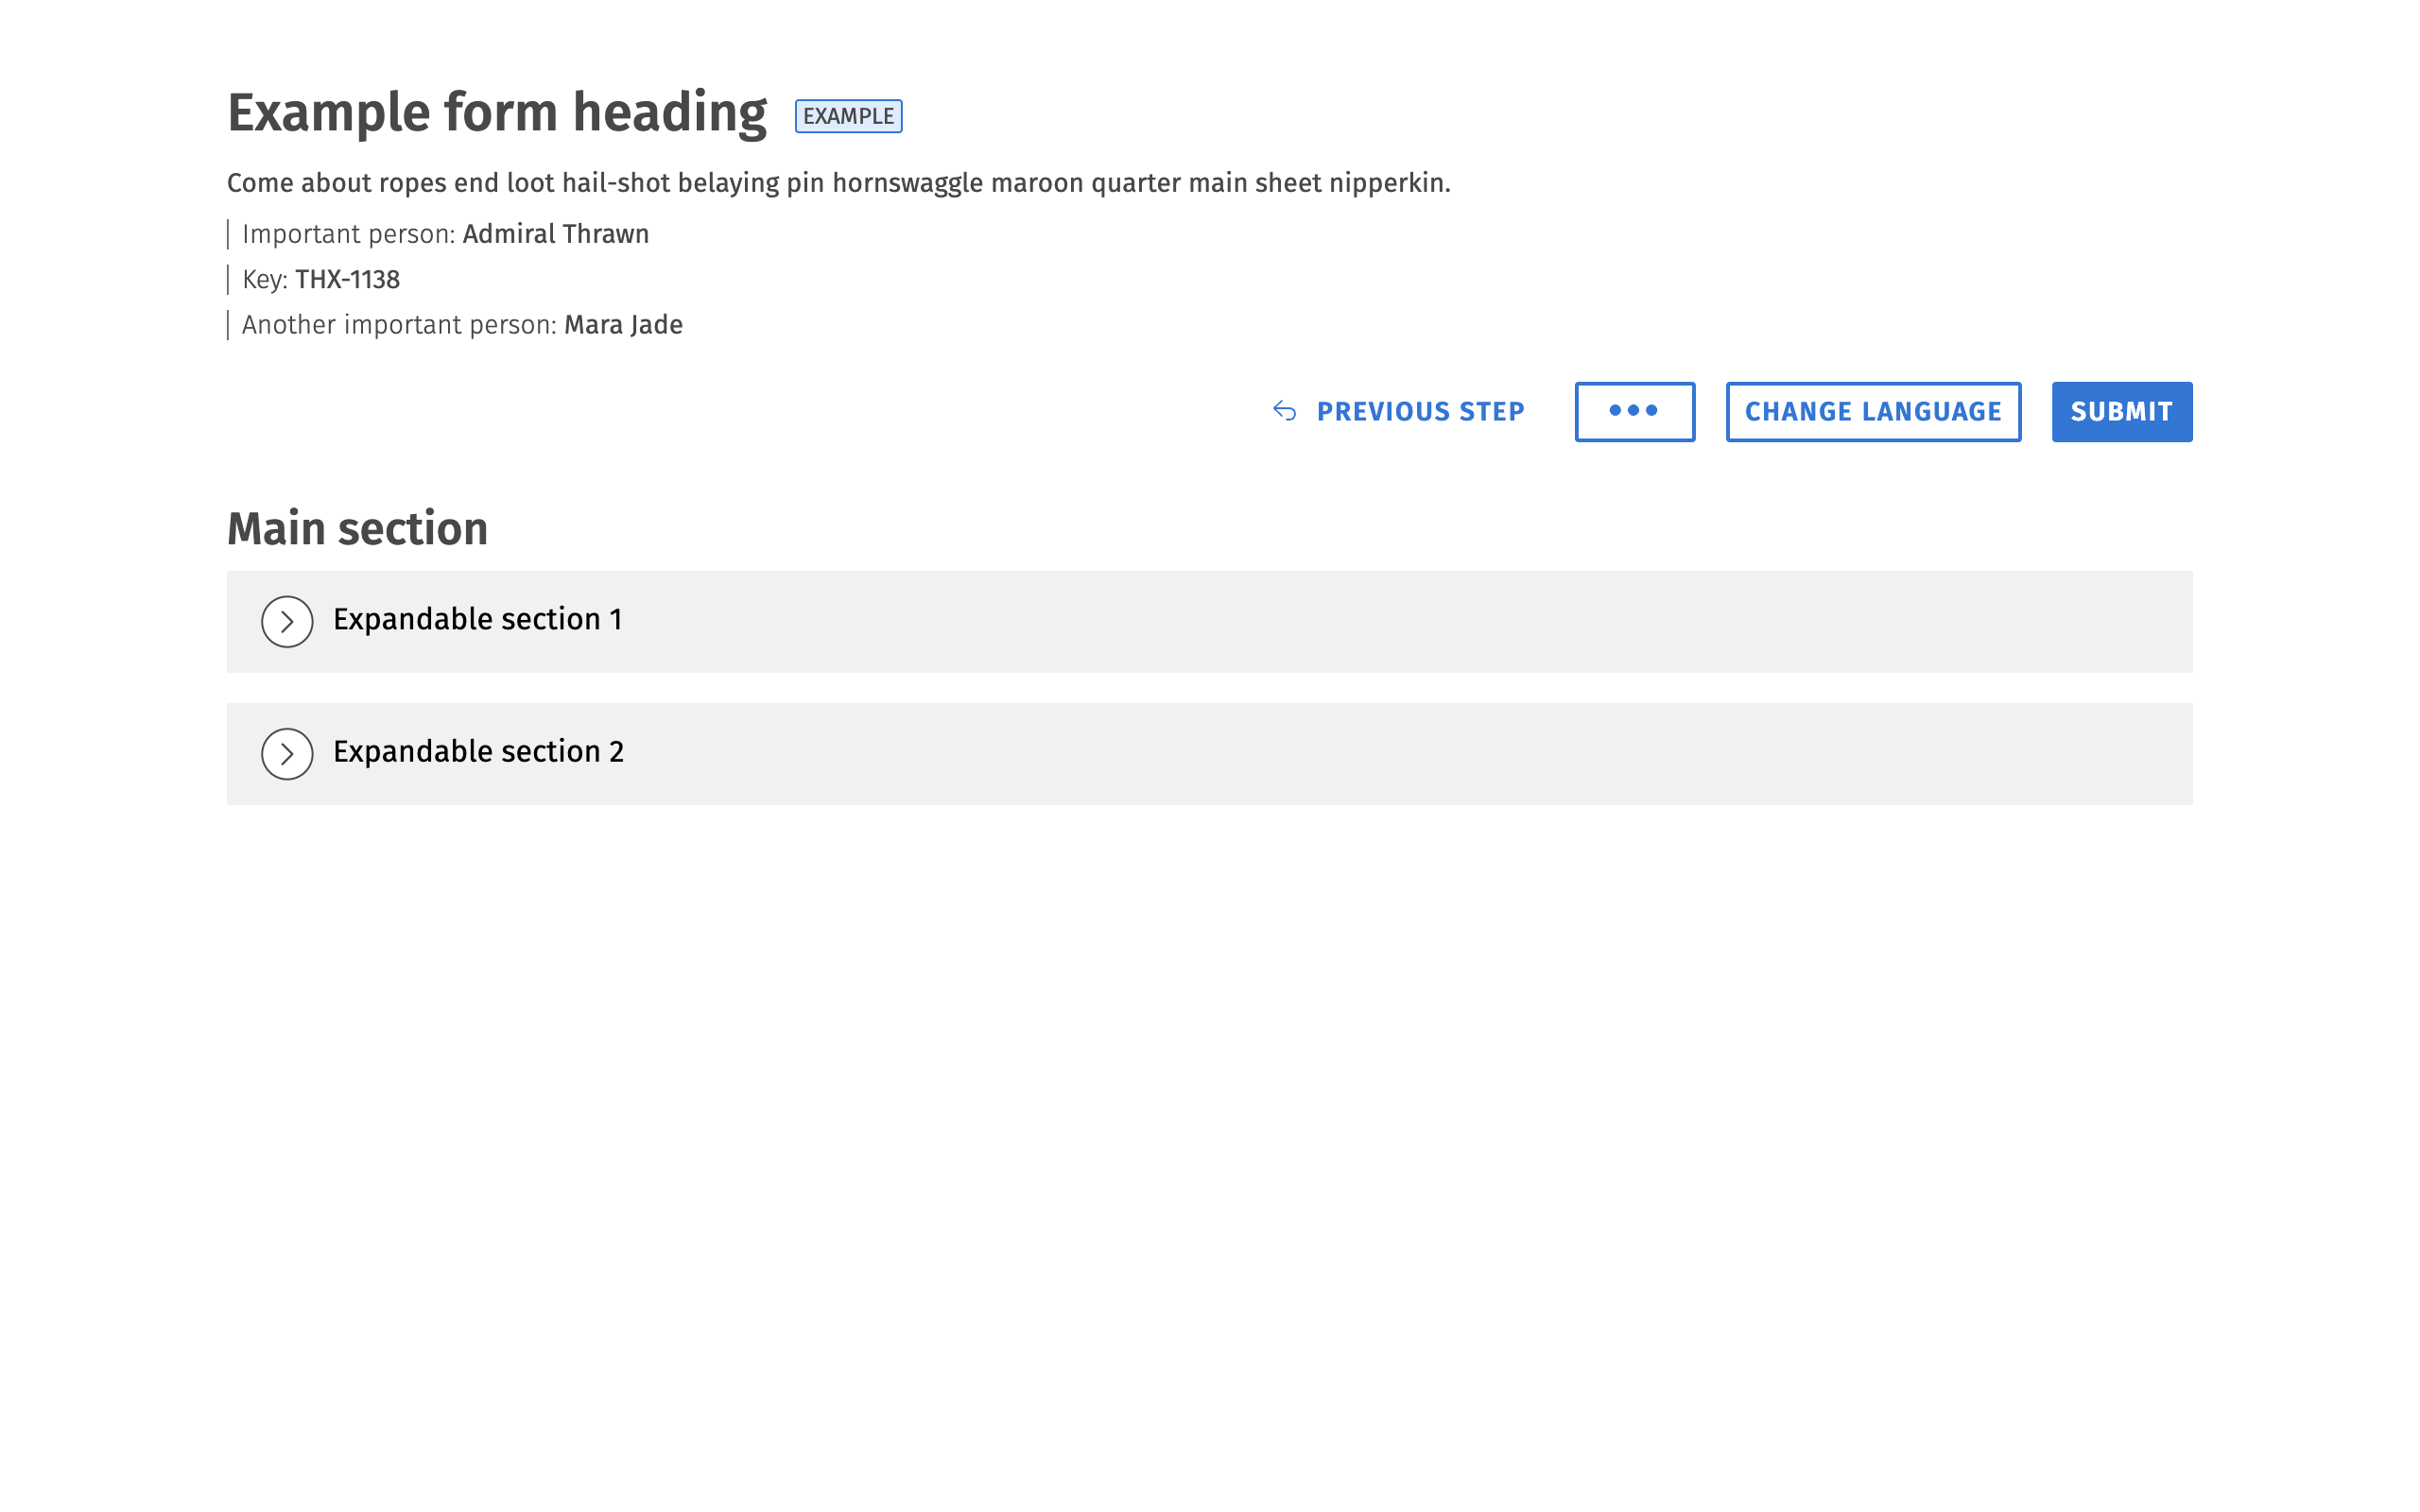 Example form heading EXAMPLE
Come about ropes end loot hail-shot belaying pin hornswaggle maroon quarter main sheet nipperkin.
Important person: Admiral Thrawn
Key: THX-1138
Another important person: Mara Jade
PREVIOUS STEP ••• CHANGE LANGUAGE SUBMIT
Main section
Expandable section 1
Expandable section 2